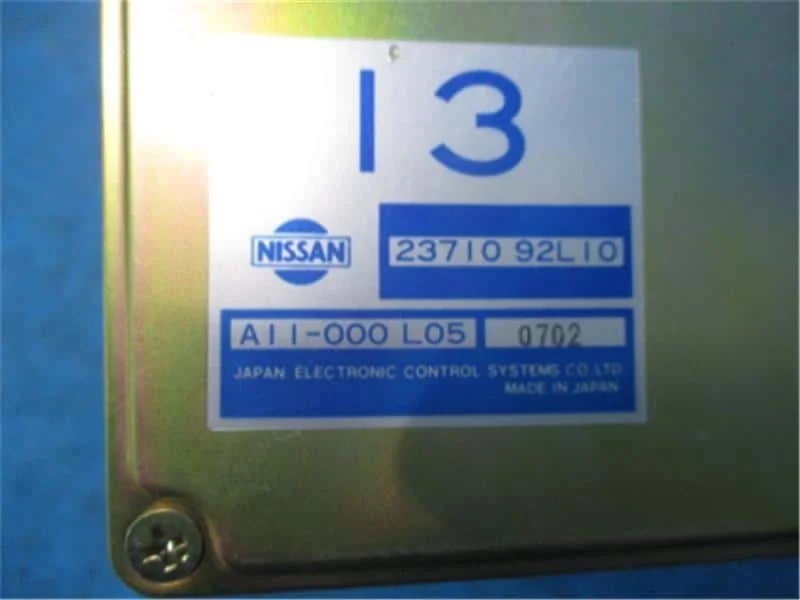 13
NISSAN
23710 92L10
A11-000 L05 0702
JAPAN ELECTRONIC CONTROL SYSTEMS CO.LTD.
MADE IN JAPAN